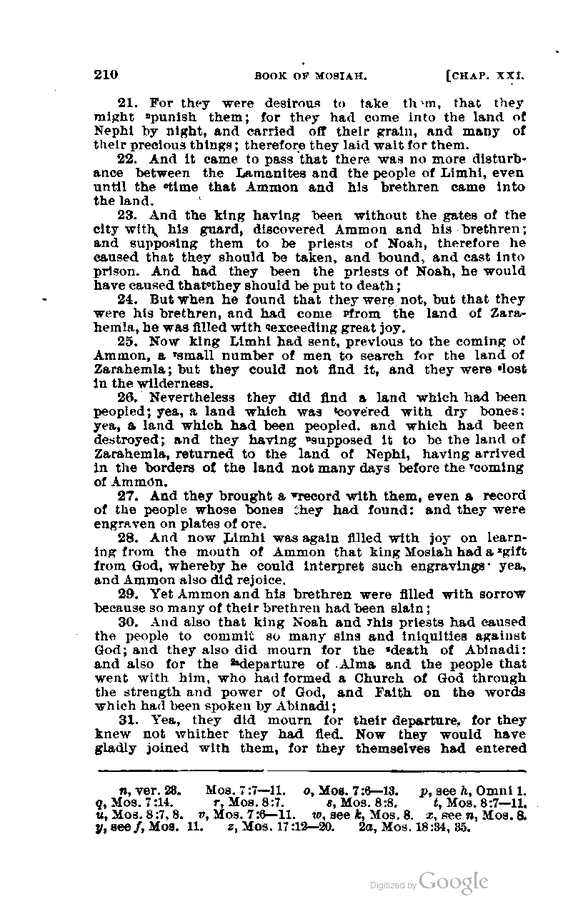 210 BOOK OF MOSIAH. [CHAP. XXI.
21. For they were desirous to take them, that they
might ⁿpunish them; for they had come into the land of
Nephi by night, and carried off their grain, and many of
their precious things; therefore they laid wait for them.
22. And it came to pass that there was no more disturb-
ance between the Lamanites and the people of Limhi, even
until the ᵒtime that Ammon and his brethren came into
the land.
23. And the king having been without the gates of the
city with his guard, discovered Ammon and his brethren;
and supposing them to be priests of Noah, therefore he
caused that they should be taken, and bound, and cast into
prison. And had they been the priests of Noah, he would
have caused that they should be put to death;
24. But when he found that they were not, but that they
were his brethren, and had come ᵖfrom the land of Zara-
hemla, he was filled with qexceeding great joy.
25. Now king Limhi had sent, previous to the coming of
Ammon, a ʳsmall number of men to search for the land of
Zarahemla; but they could not find it, and they were ˢlost
in the wilderness.
26. Nevertheless they did find a land which had been
peopled; yea, a land which was ᵗcovered with dry bones;
yea, a land which had been peopled, and which had been
destroyed; and they having ᵘsupposed it to be the land of
Zarahemla, returned to the land of Nephi, having arrived
in the borders of the land not many days before the ᵛcoming
of Ammon.
27. And they brought a ʷrecord with them, even a record
of the people whose bones they had found: and they were
engraven on plates of ore.
28. And now Limhi was again filled with joy on learn-
ing from the mouth of Ammon that king Mosiah had a ˣgift
from God, whereby he could interpret such engravings; yea,
and Ammon also did rejoice.
29. Yet Ammon and his brethren were filled with sorrow
because so many of their brethren had been slain;
30. And also that king Noah and ʸhis priests had caused
the people to commit so many sins and iniquities against
God; and they also did mourn for the ᶻdeath of Abinadi:
and also for the ²ᵃdeparture of Alma and the people that
went with him, who had formed a Church of God through
the strength and power of God, and Faith on the words
which had been spoken by Abinadi;
31. Yea, they did mourn for their departure, for they
knew not whither they had fled. Now they would have
gladly joined with them, for they themselves had entered
n, ver. 28. Mos. 7:7—11. o, Mos. 7:6—13. p, see h, Omni 1.
q, Mos. 7:14. r, Mos. 8:7. s, Mos. 8:8. t, Mos. 8:7—11.
u, Mos. 8:7, 8. v, Mos. 7:6—11. w, see k, Mos. 8. x, see n, Mos. 8.
y, see f, Mos. 11. z, Mos. 17:12—20. 2a, Mos. 18:34, 35.
Digitized by Google